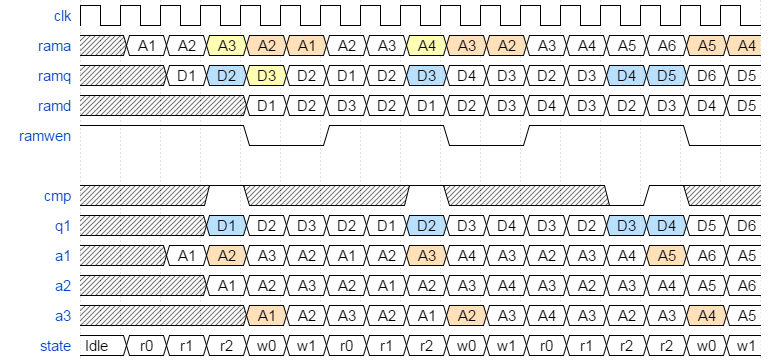 clk
rama A1 A2 A3 A2 A1 A2 A3 A4 A3 A2 A3 A4 A5 A6 A5 A4
ramq D1 D2 D3 D2 D1 D2 D3 D4 D3 D2 D3 D4 D5 D6 D5
ramd D1 D2 D3 D2 D1 D2 D3 D4 D3 D2 D3 D4 D5
ramwen
cmp
q1 D1 D2 D3 D2 D1 D2 D3 D4 D3 D2 D3 D4 D5 D6
a1 A1 A2 A3 A2 A1 A2 A3 A4 A3 A2 A3 A4 A5 A6 A5
a2 A1 A2 A3 A2 A1 A2 A3 A4 A3 A2 A3 A4 A5 A6
a3 A1 A2 A3 A2 A1 A2 A3 A4 A3 A2 A3 A4 A5
state Idle r0 r1 r2 w0 w1 r0 r1 r2 w0 w1 r0 r1 r2 r2 w0 w1